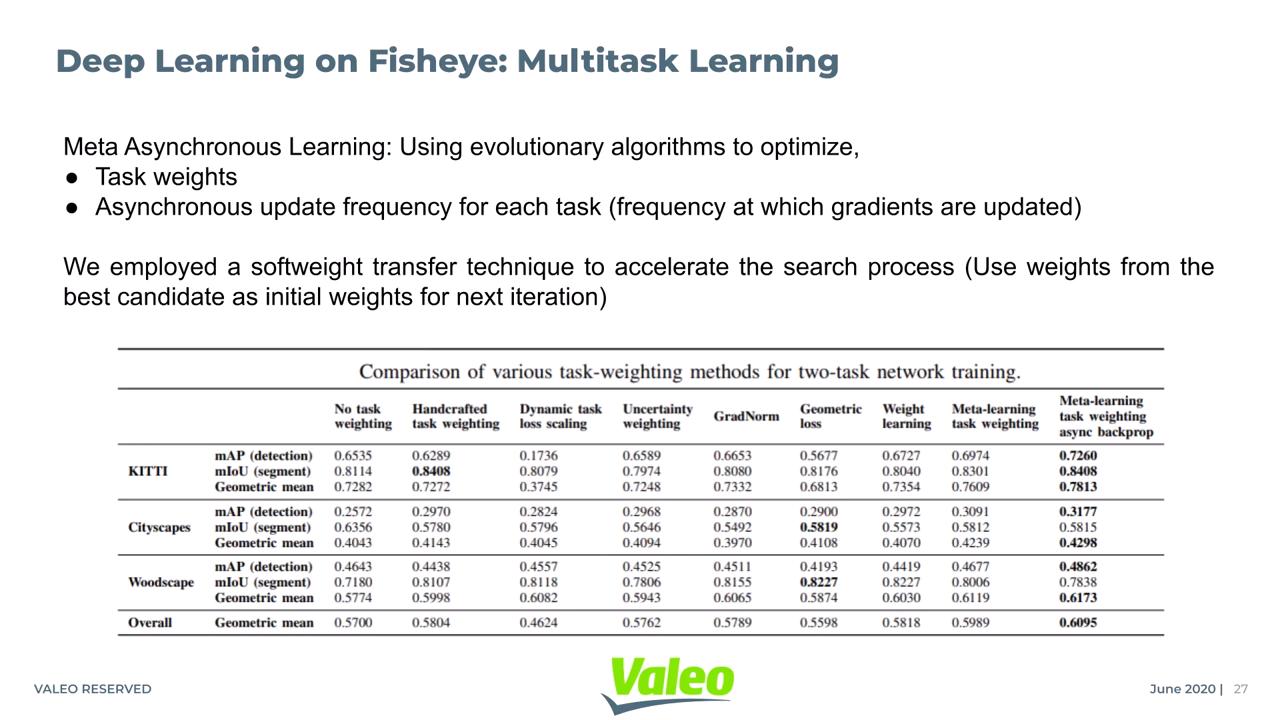 Deep Learning on Fisheye: Multitask Learning
Meta Asynchronous Learning: Using evolutionary algorithms to optimize,
● Task weights
● Asynchronous update frequency for each task (frequency at which gradients are updated)
We employed a softweight transfer technique to accelerate the search process (Use weights from the
best candidate as initial weights for next iteration)
Comparison of various task-weighting methods for two-task network training.
No task weighting Handcrafted task weighting Dynamic task loss scaling Uncertainty weighting GradNorm Geometric loss Weight learning Meta-learning task weighting Meta-learning task weighting async backprop
KITTI
mAP (detection) 0.6535 0.6289 0.1736 0.6589 0.6653 0.5677 0.6727 0.6974 0.7260
mIoU (segment) 0.8114 0.8408 0.8079 0.7974 0.8080 0.8176 0.8040 0.8301 0.8408
Geometric mean 0.7282 0.7272 0.3745 0.7248 0.7332 0.6813 0.7354 0.7609 0.7813
Cityscapes
mAP (detection) 0.2572 0.2970 0.2824 0.2968 0.2870 0.2900 0.2972 0.3091 0.3177
mIoU (segment) 0.6356 0.5780 0.5796 0.5646 0.5492 0.5819 0.5573 0.5812 0.5815
Geometric mean 0.4043 0.4143 0.4045 0.4094 0.3970 0.4108 0.4070 0.4239 0.4298
Woodscape
mAP (detection) 0.4643 0.4438 0.4557 0.4525 0.4511 0.4193 0.4419 0.4677 0.4862
mIoU (segment) 0.7180 0.8107 0.8118 0.7806 0.8155 0.8227 0.8227 0.8006 0.7838
Geometric mean 0.5774 0.5998 0.6082 0.5943 0.6065 0.5874 0.6030 0.6119 0.6173
Overall Geometric mean 0.5700 0.5804 0.4624 0.5762 0.5789 0.5598 0.5818 0.5989 0.6095
VALEO RESERVED
Valeo
June 2020 | 27